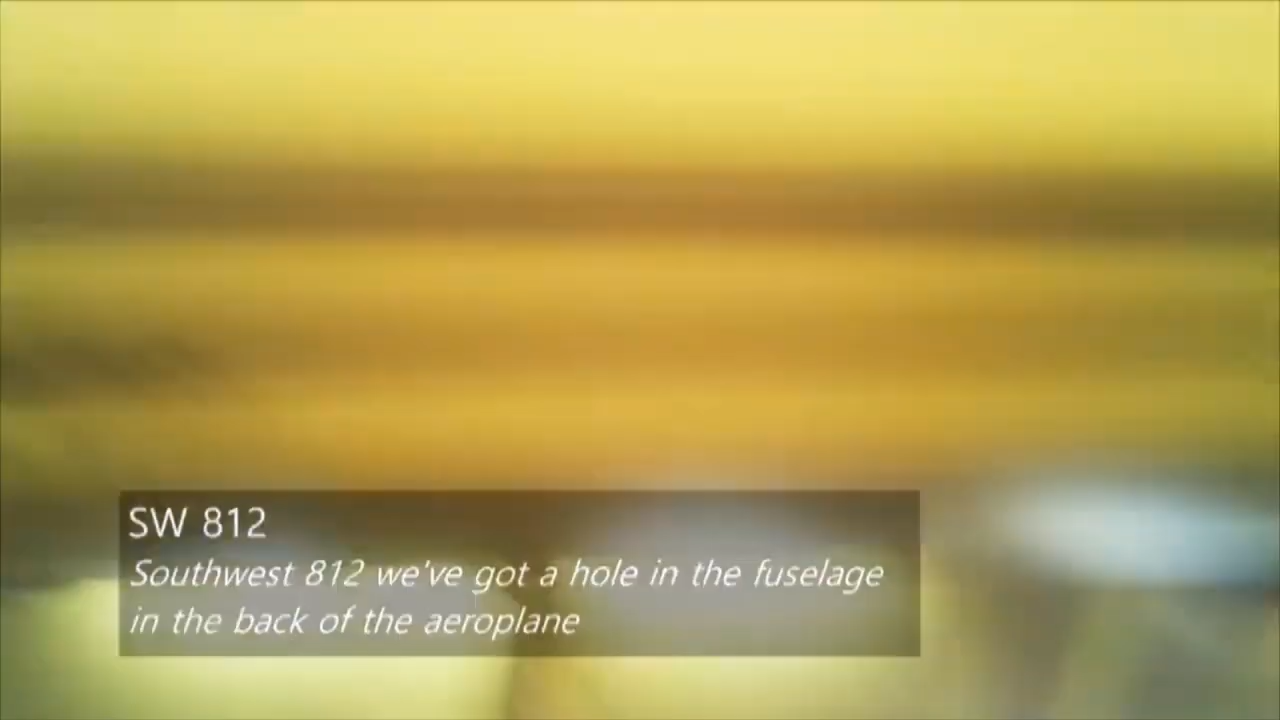 SW 812
Southwest 812 we've got a hole in the fuselage
in the back of the aeroplane